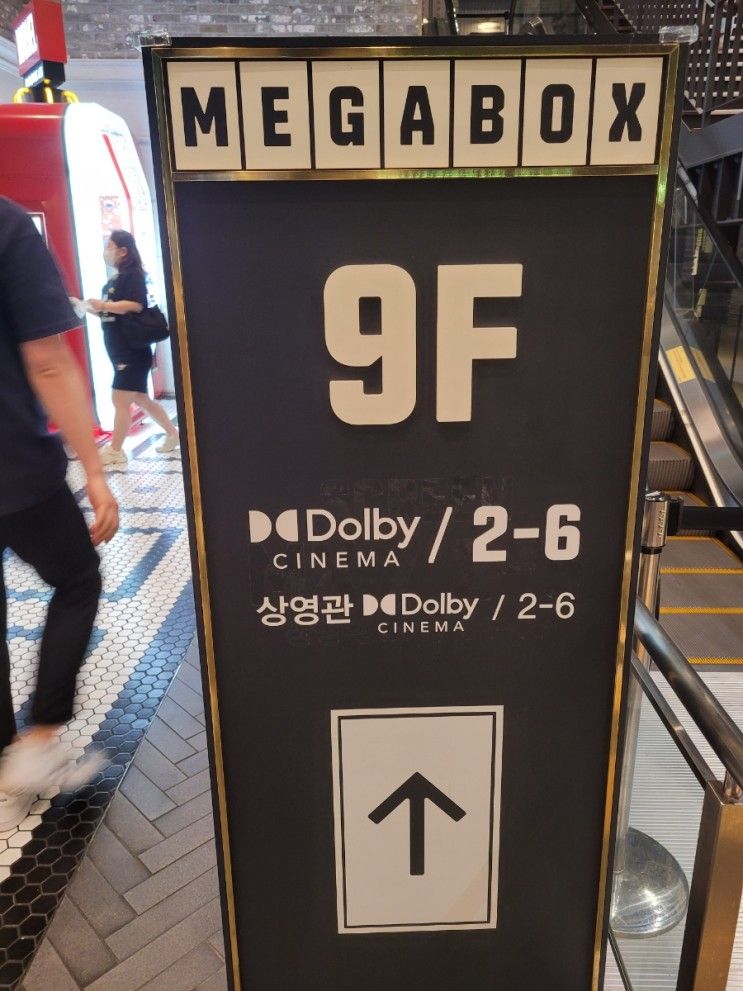 MEGABOX
9F
Dolby / 2-6
CINEMA
상영관 Dolby / 2-6
CINEMA